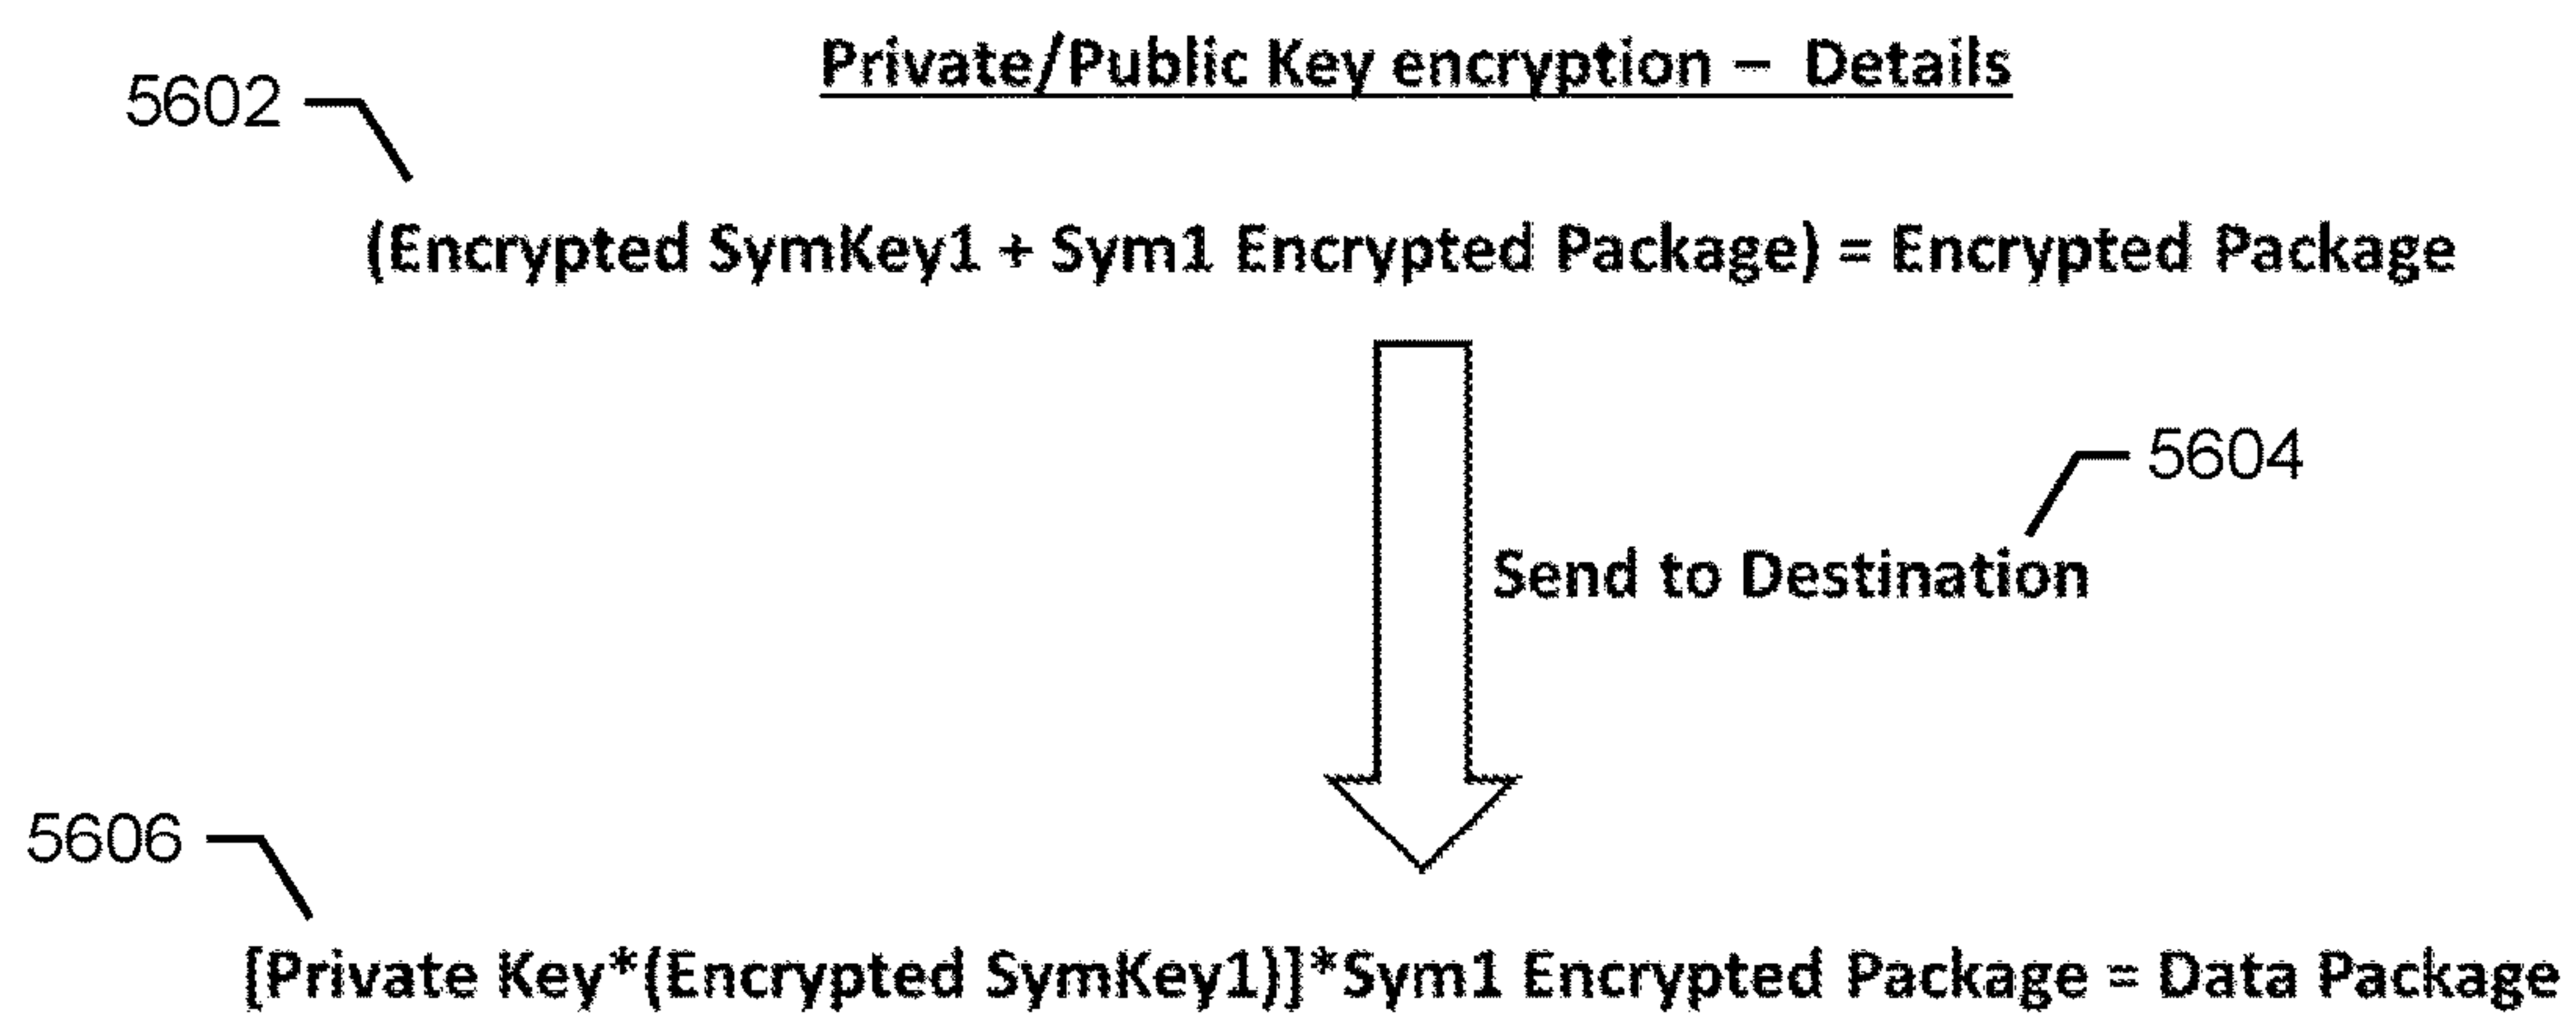 Private/Public Key encryption – Details
5602
(Encrypted SymKey1 + Sym1 Encrypted Package) = Encrypted Package
5604
Send to Destination
5606
[Private Key*(Encrypted SymKey1)]*Sym1 Encrypted Package = Data Package